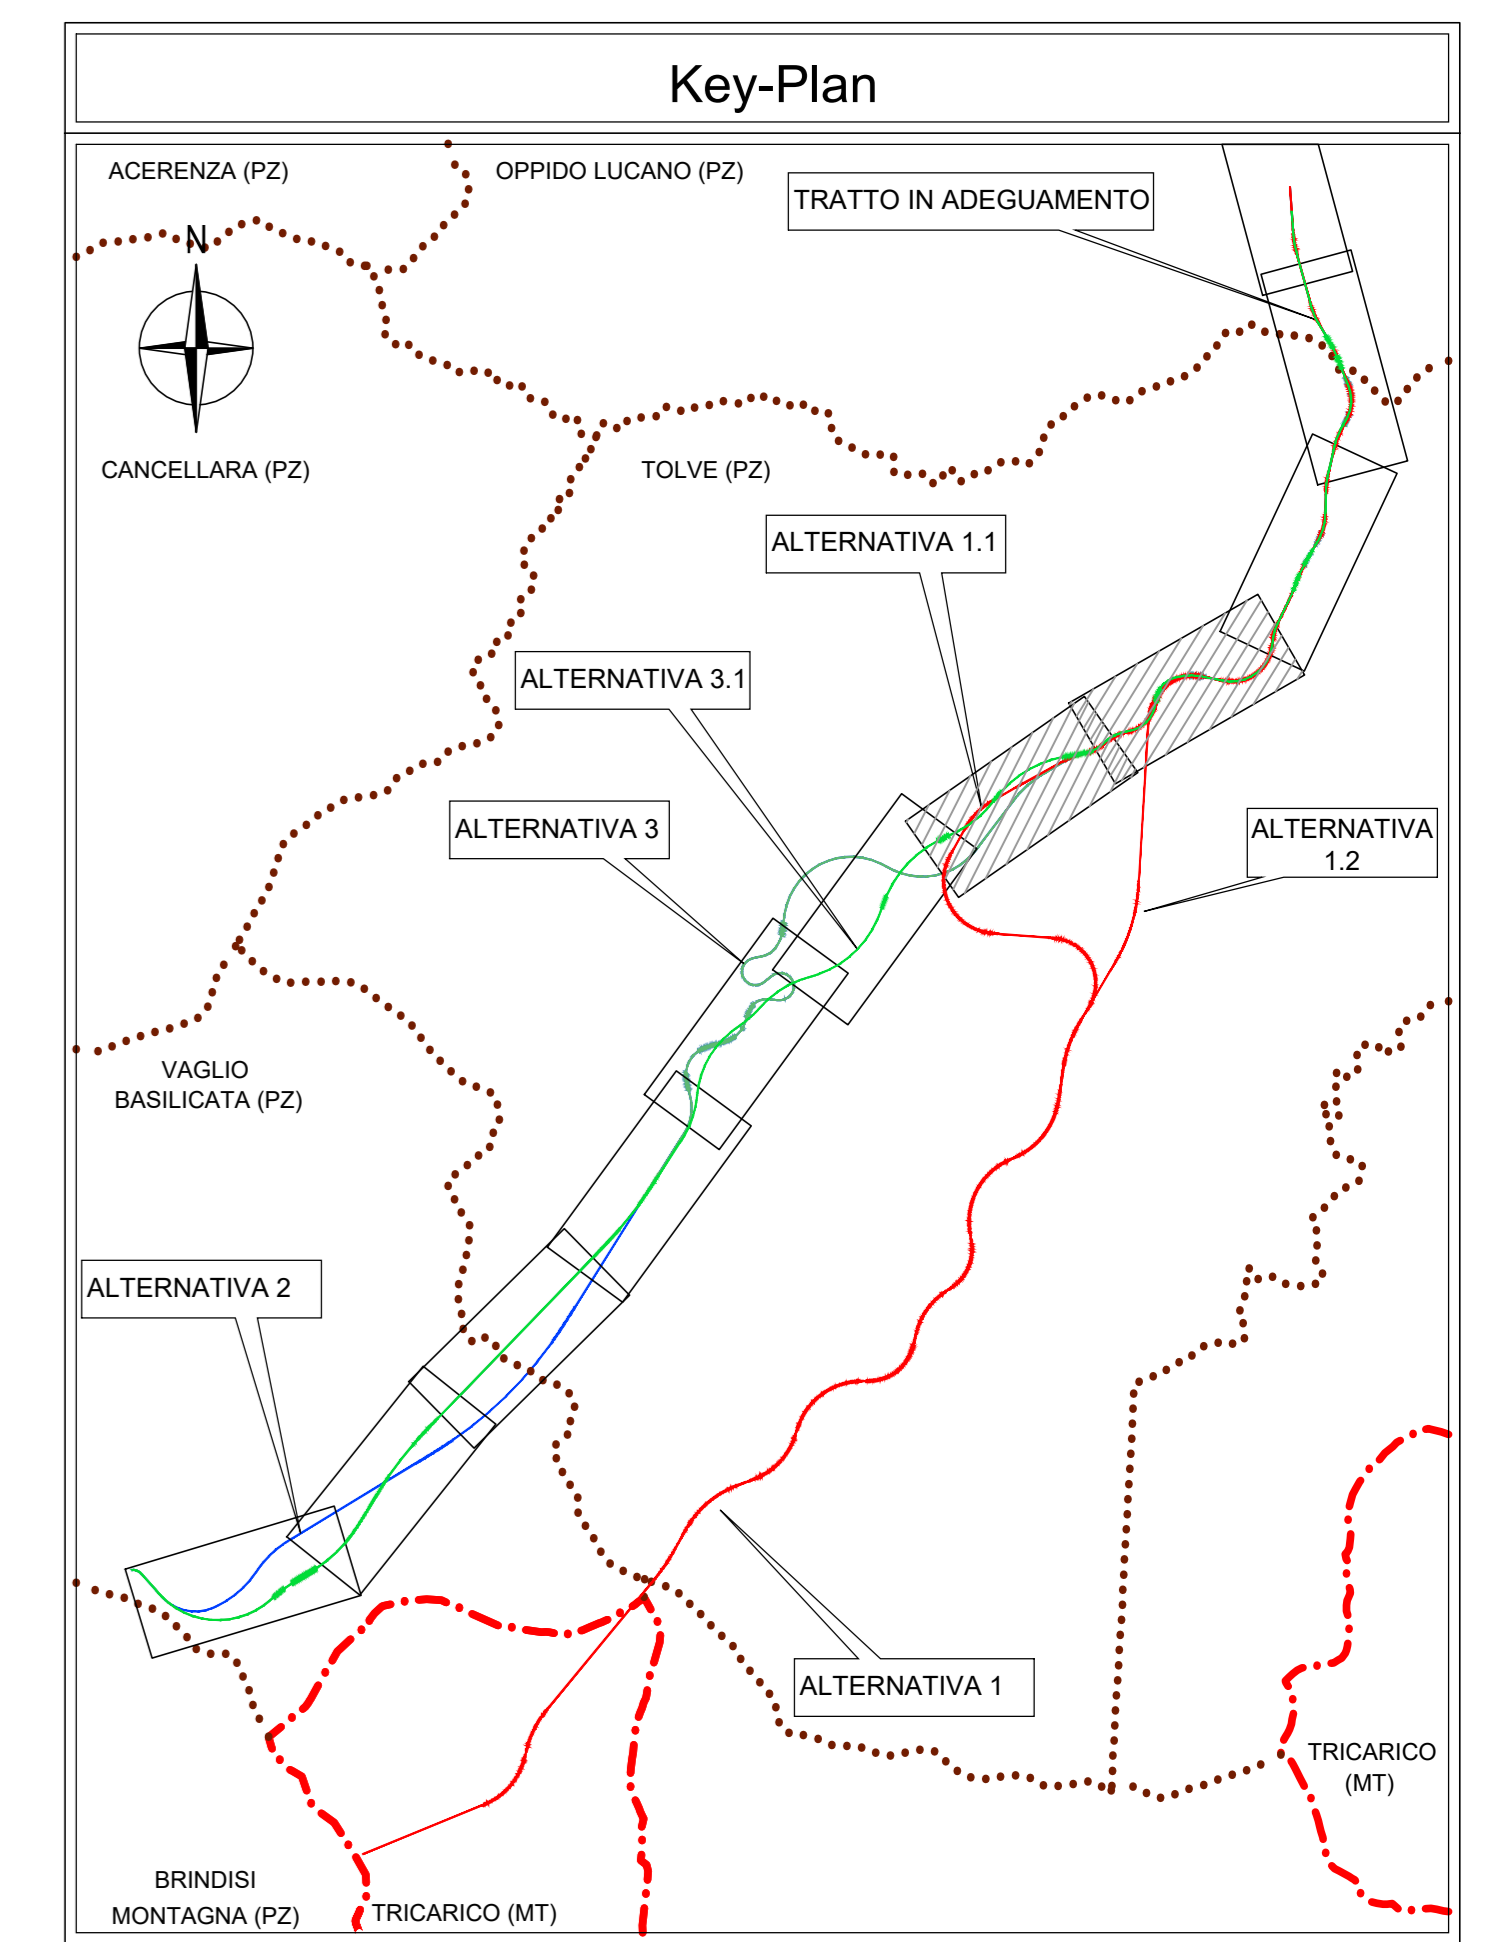 Key-Plan
ACERENZA (PZ)
OPPIDO LUCANO (PZ)
TRATTO IN ADEGUAMENTO
N
CANCELLARA (PZ)
TOLVE (PZ)
ALTERNATIVA 1.1
ALTERNATIVA 3.1
ALTERNATIVA 3
ALTERNATIVA
1.2
VAGLIO
BASILICATA (PZ)
ALTERNATIVA 2
ALTERNATIVA 1
TRICARICO
(MT)
BRINDISI
MONTAGNA (PZ)
TRICARICO (MT)